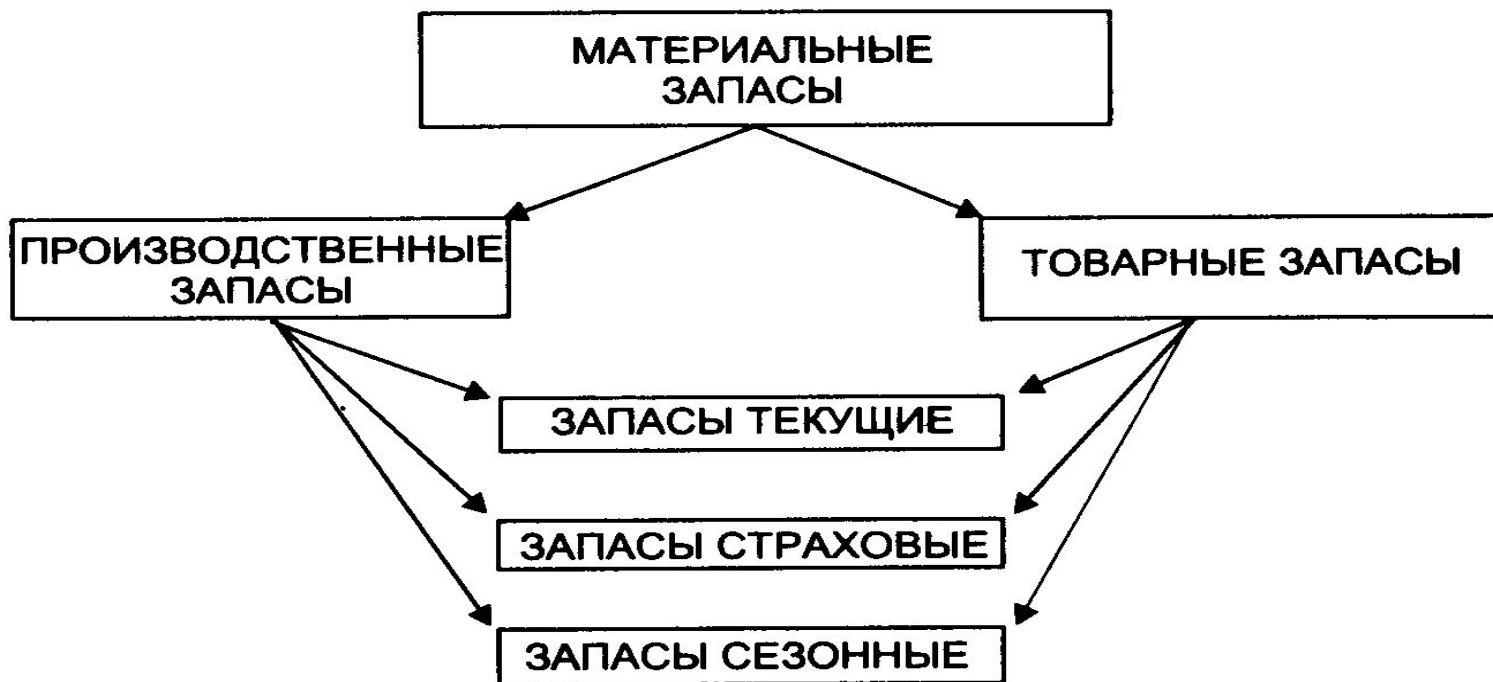 МАТЕРИАЛЬНЫЕ
ЗАПАСЫ
ПРОИЗВОДСТВЕННЫЕ
ЗАПАСЫ
ТОВАРНЫЕ ЗАПАСЫ
ЗАПАСЫ ТЕКУЩИЕ
ЗАПАСЫ СТРАХОВЫЕ
ЗАПАСЫ СЕЗОННЫЕ